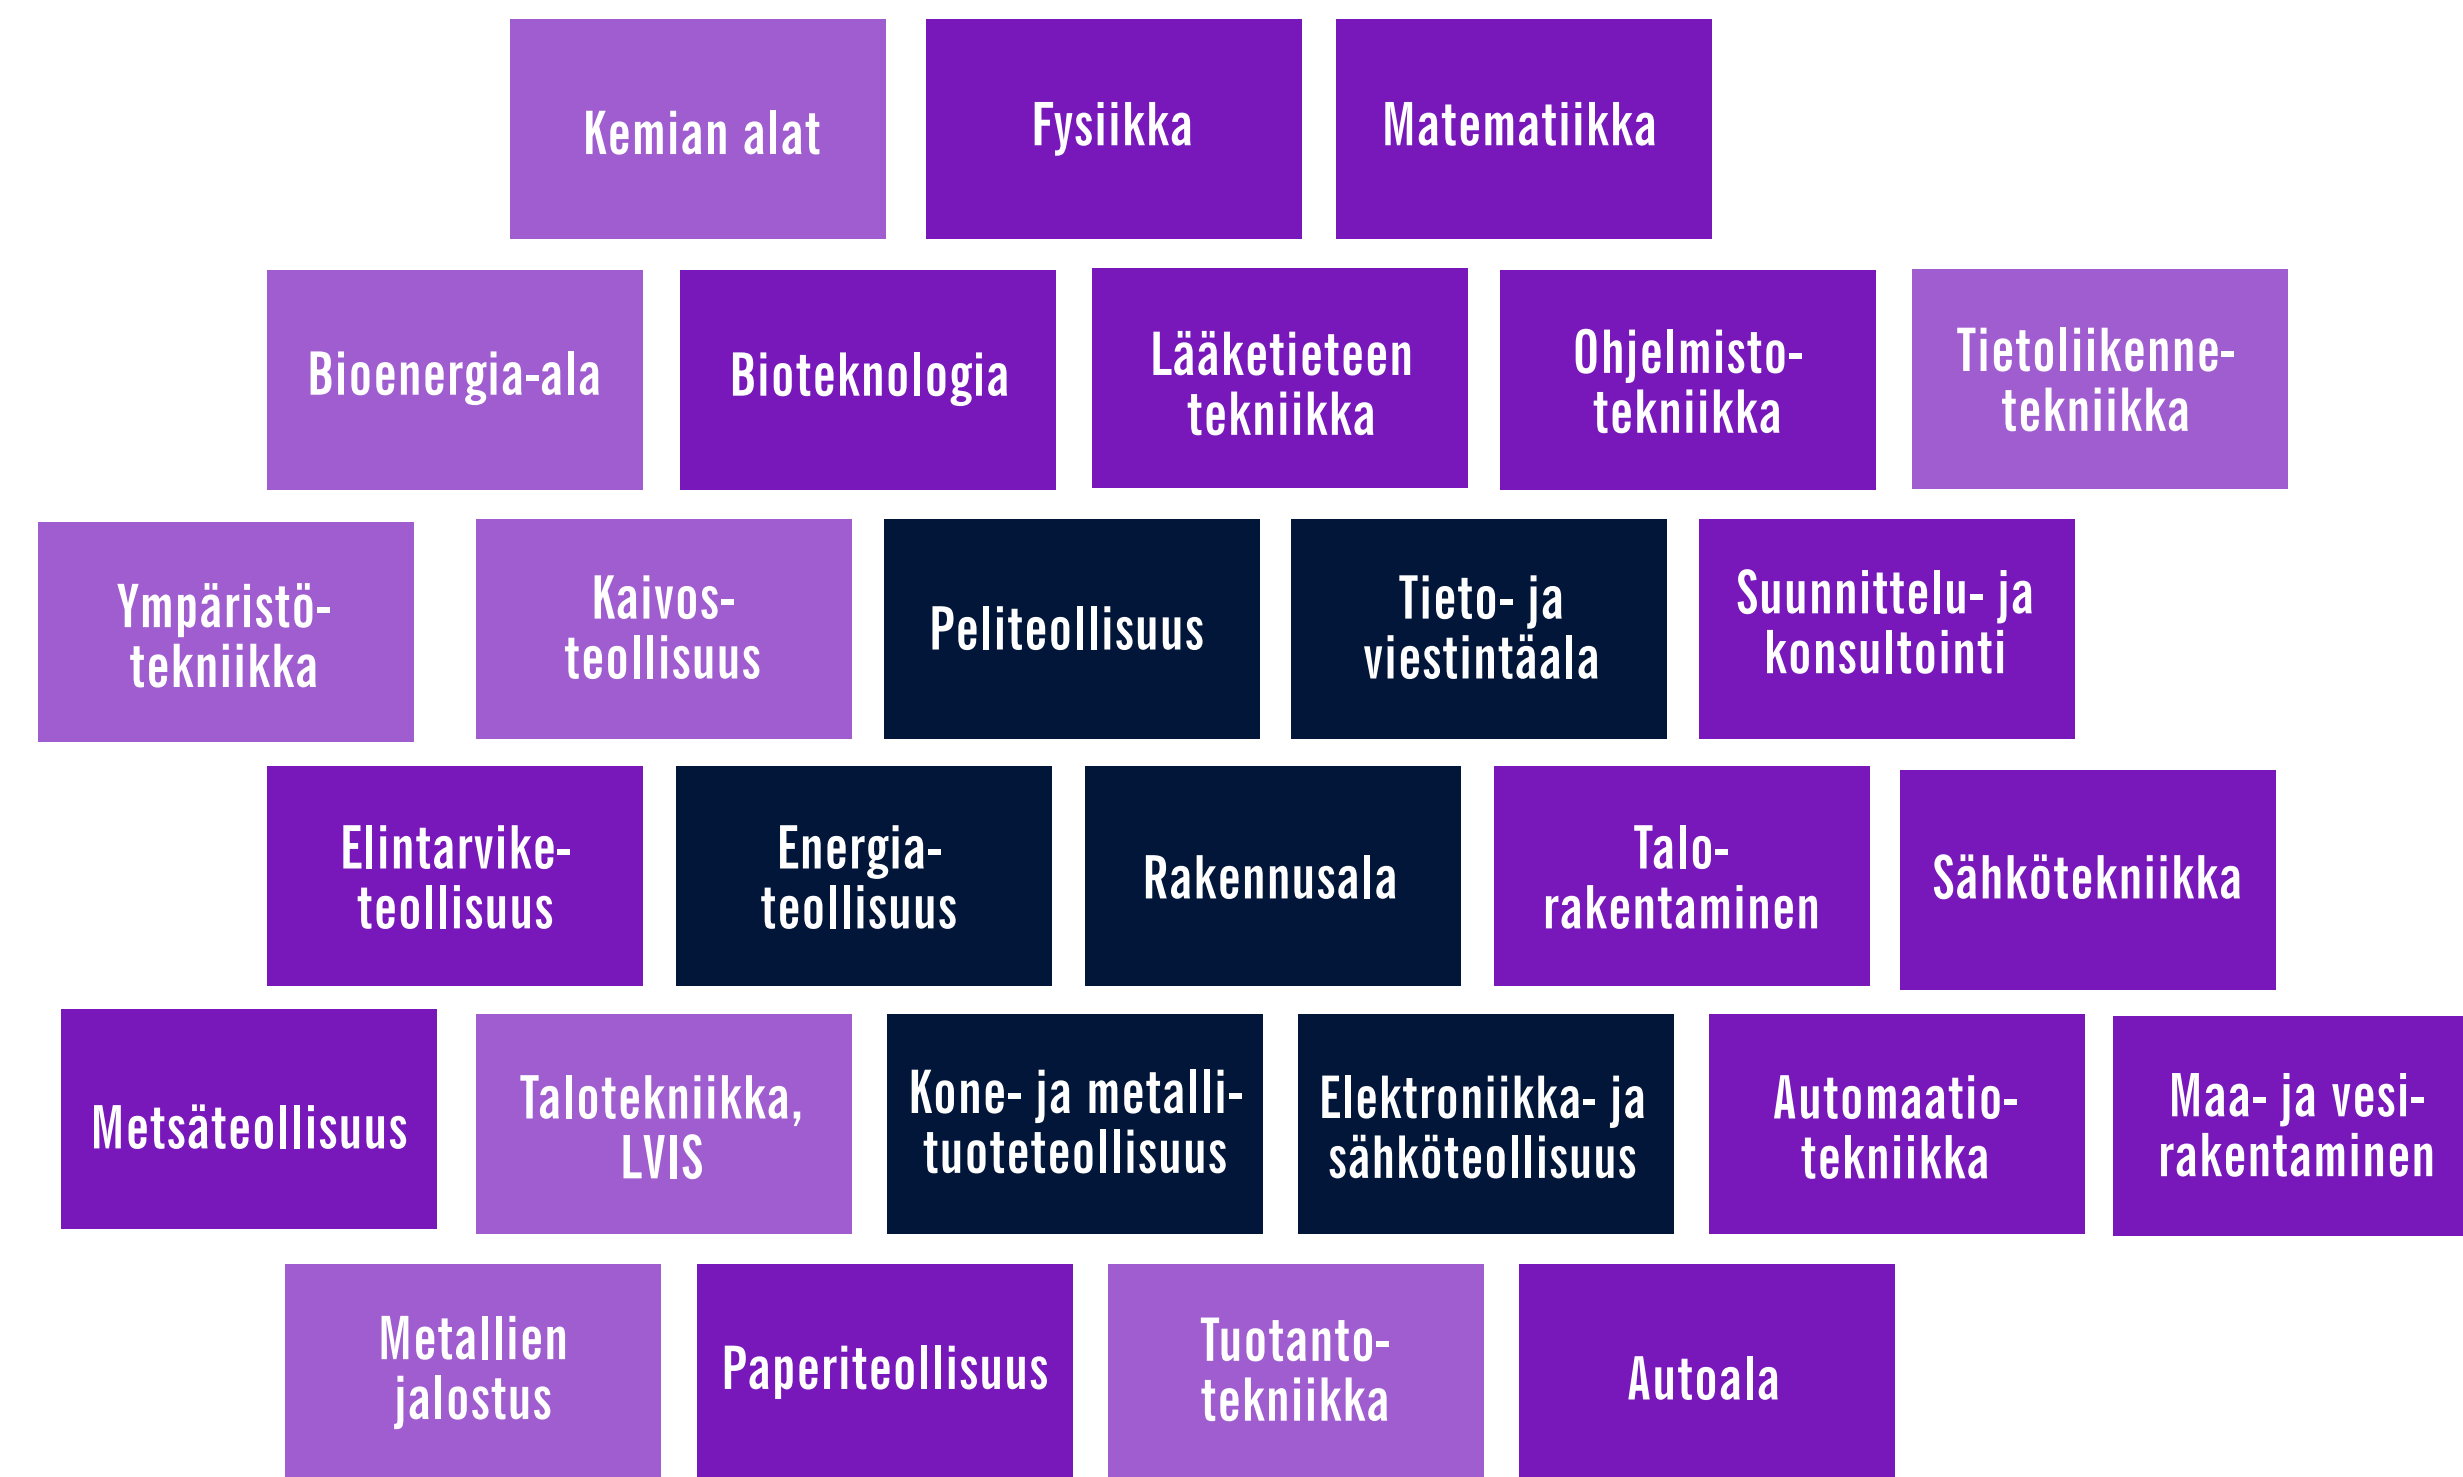 Kemian alat
Fysiikka
Matematiikka
Bioenergia-ala
Bioteknologia
Lääketieteen
tekniikka
Ohjelmisto-
tekniikka
Tietoliikenne-
tekniikka
Ympäristö-
tekniikka
Kaivos-
teollisuus
Peliteollisuus
Tieto- ja
viestintäala
Suunnittelu- ja
konsultointi
Elintarvike-
teollisuus
Energia-
teollisuus
Rakennusala
Talo-
rakentaminen
Sähkötekniikka
Metsäteollisuus
Talotekniikka,
LVIS
Kone- ja metalli-
tuoteteollisuus
Elektroniikka- ja
sähköteollisuus
Automaatio-
tekniikka
Maa- ja vesi-
rakentaminen
Metallien
jalostus
Paperiteollisuus
Tuotanto-
tekniikka
Autoala